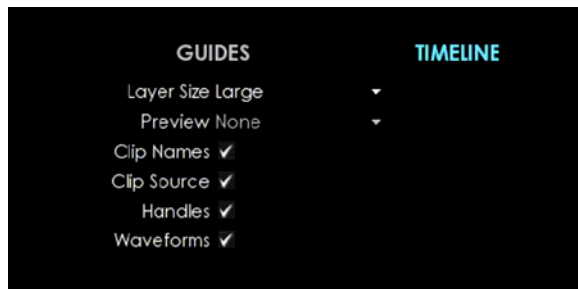 GUIDES TIMELINE
Layer Size Large
Preview None
Clip Names
Clip Source
Handles
Waveforms